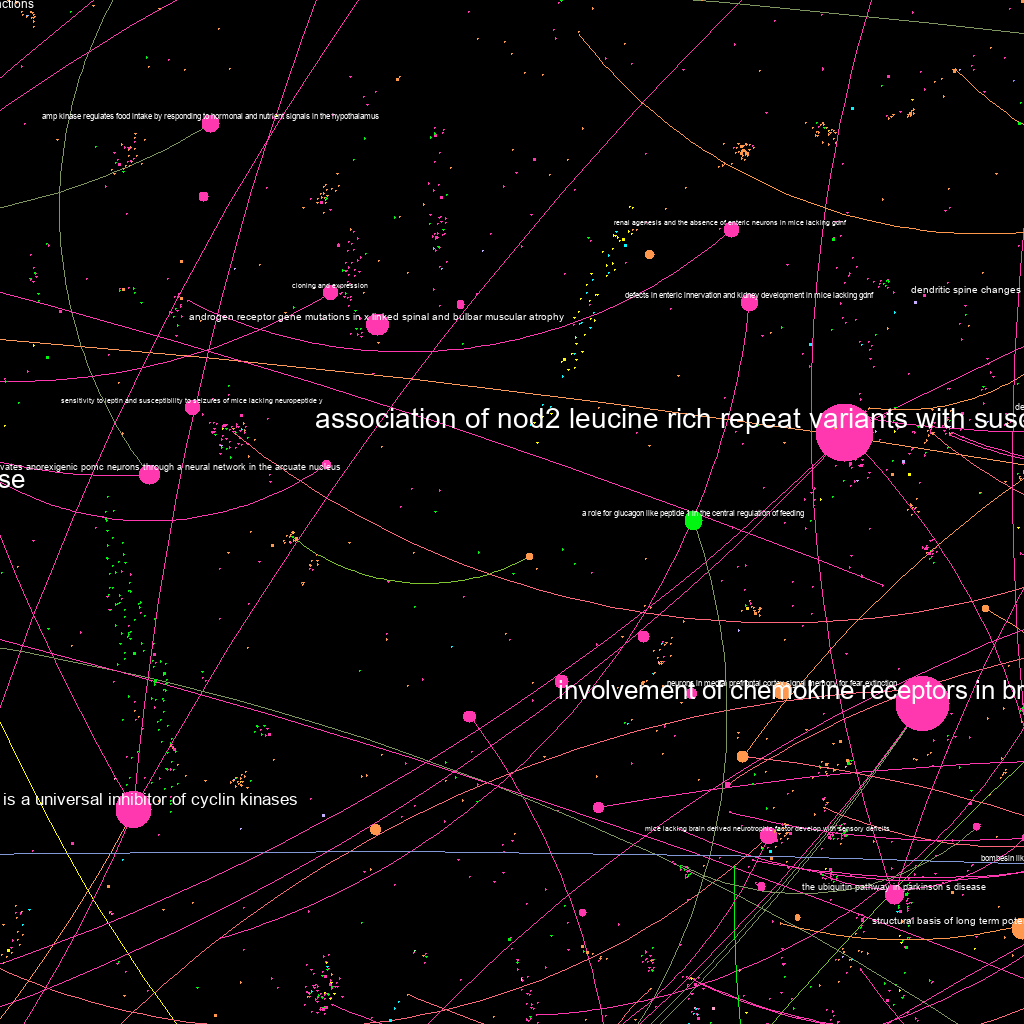 ctions
amp kinase regulates food intake by responding to hormonal and nutrient signals in the hypothalamus
renal agenesis and the absence of enteric neurons in mice lacking gdnf
cloning and expression
dendritic spine changes
defects in enteric innervation and kidney development in mice lacking gdnf
androgen receptor gene mutations in x linked spinal and bulbar muscular atrophy
sensitivity to leptin and susceptibility to seizures of mice lacking neuropeptide y
de
association of nod2 leucine rich repeat variants with susc
vates anorexigenic pomc neurons through a neural network in the arcuate nucleus
se
a role for glucagon like peptide 1 in the central regulation of feeding
neurons in medial prefrontal cortex signal memory for fear extinction
involvement of chemokine receptors in br
is a universal inhibitor of cyclin kinases
mice lacking brain derived neurotrophic factor develop with sensory deficits
bombesin lik
the ubiquitin pathway in parkinson s disease
structural basis of long term pote